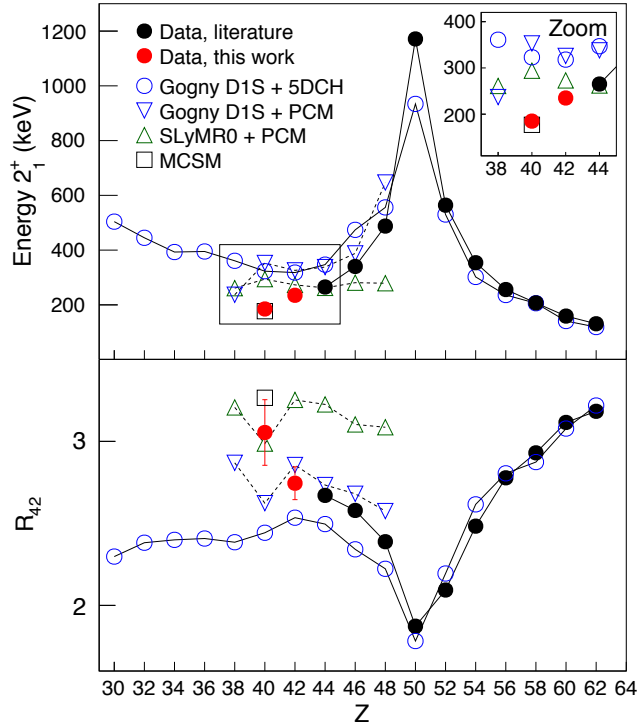 1200
1000
800
600
400
200
Energy 2₁⁺ (keV)
Data, literature
Data, this work
Gogny D1S + 5DCH
Gogny D1S + PCM
SLyMR0 + PCM
MCSM
Zoom
400
300
200
38 40 42 44
3
2
R₄₂
30 32 34 36 38 40 42 44 46 48 50 52 54 56 58 60 62 64
Z